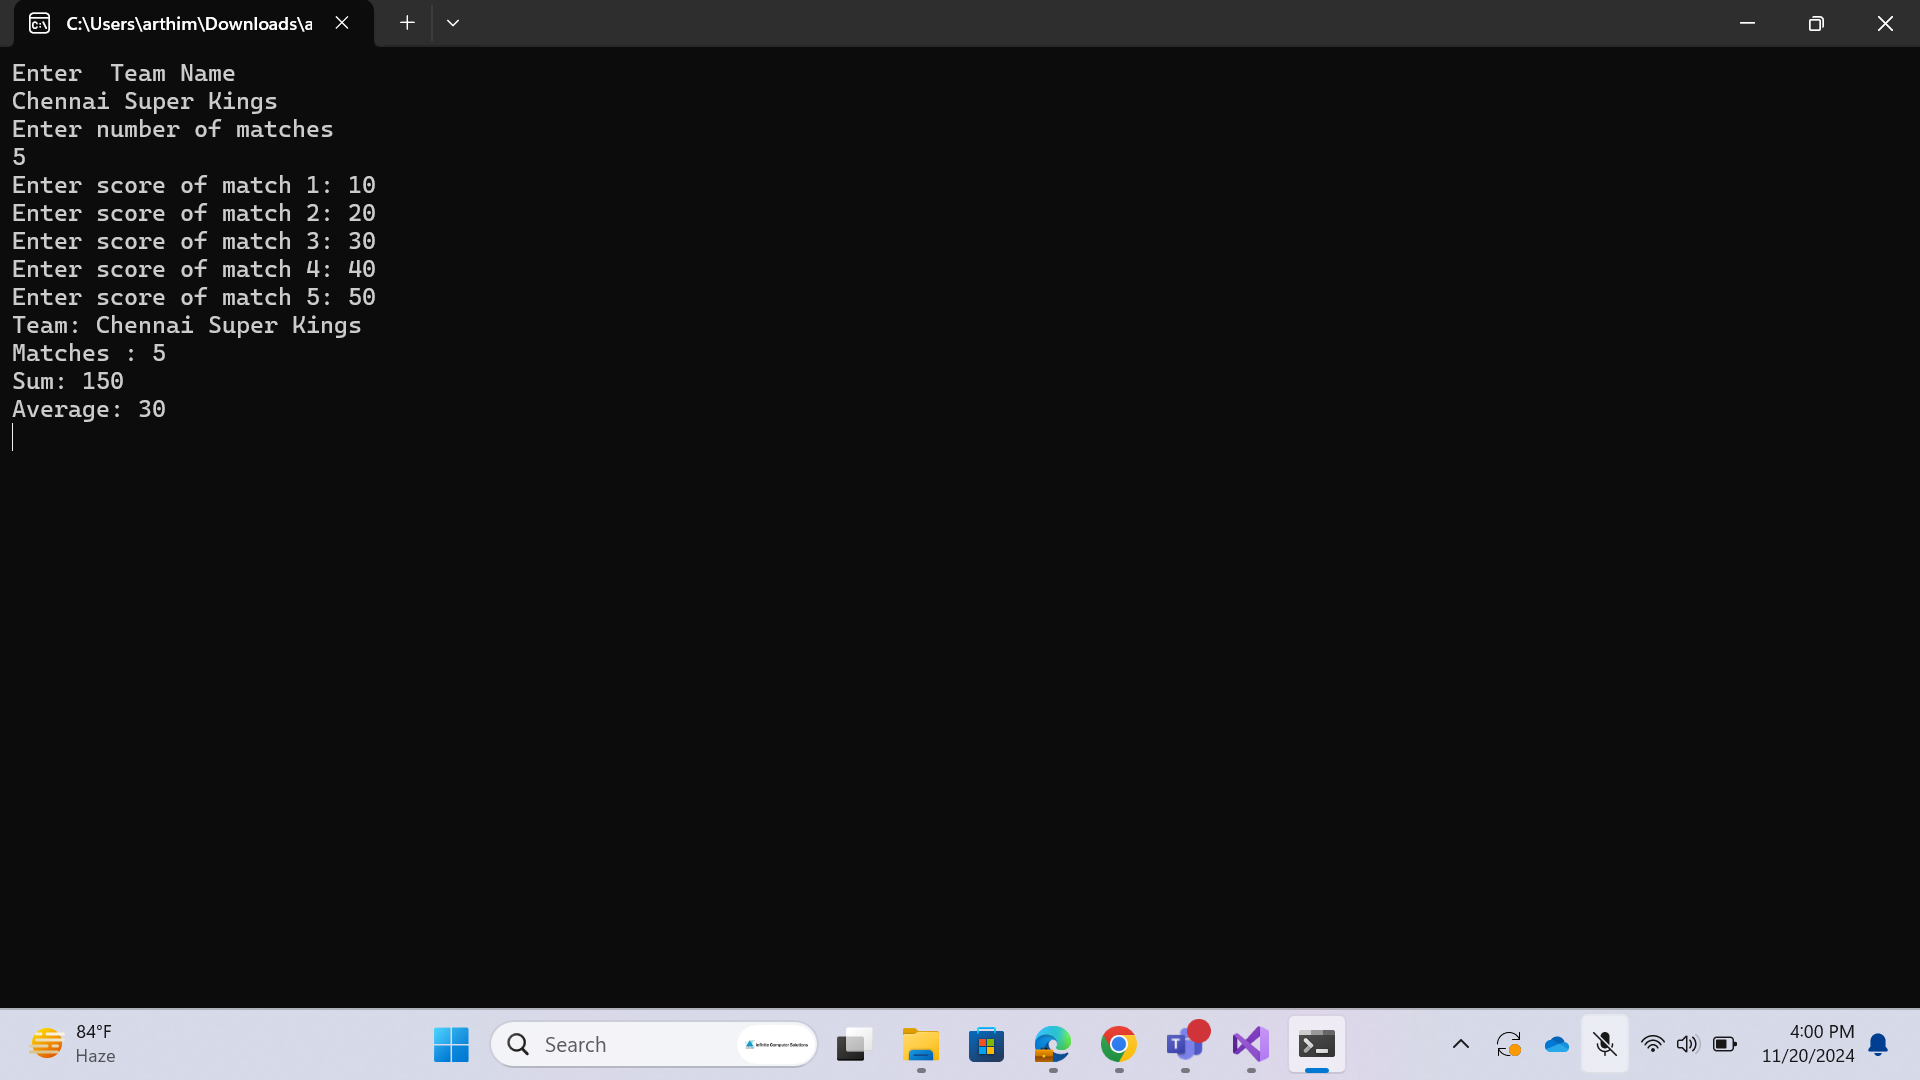 C:\Users\arthim\Downloads\a
Enter  Team Name
Chennai Super Kings
Enter number of matches
5
Enter score of match 1: 10
Enter score of match 2: 20
Enter score of match 3: 30
Enter score of match 4: 40
Enter score of match 5: 50
Team: Chennai Super Kings
Matches : 5
Sum: 150
Average: 30
84°F
Haze
Search
Infinite Computer Solutions
4:00 PM
11/20/2024